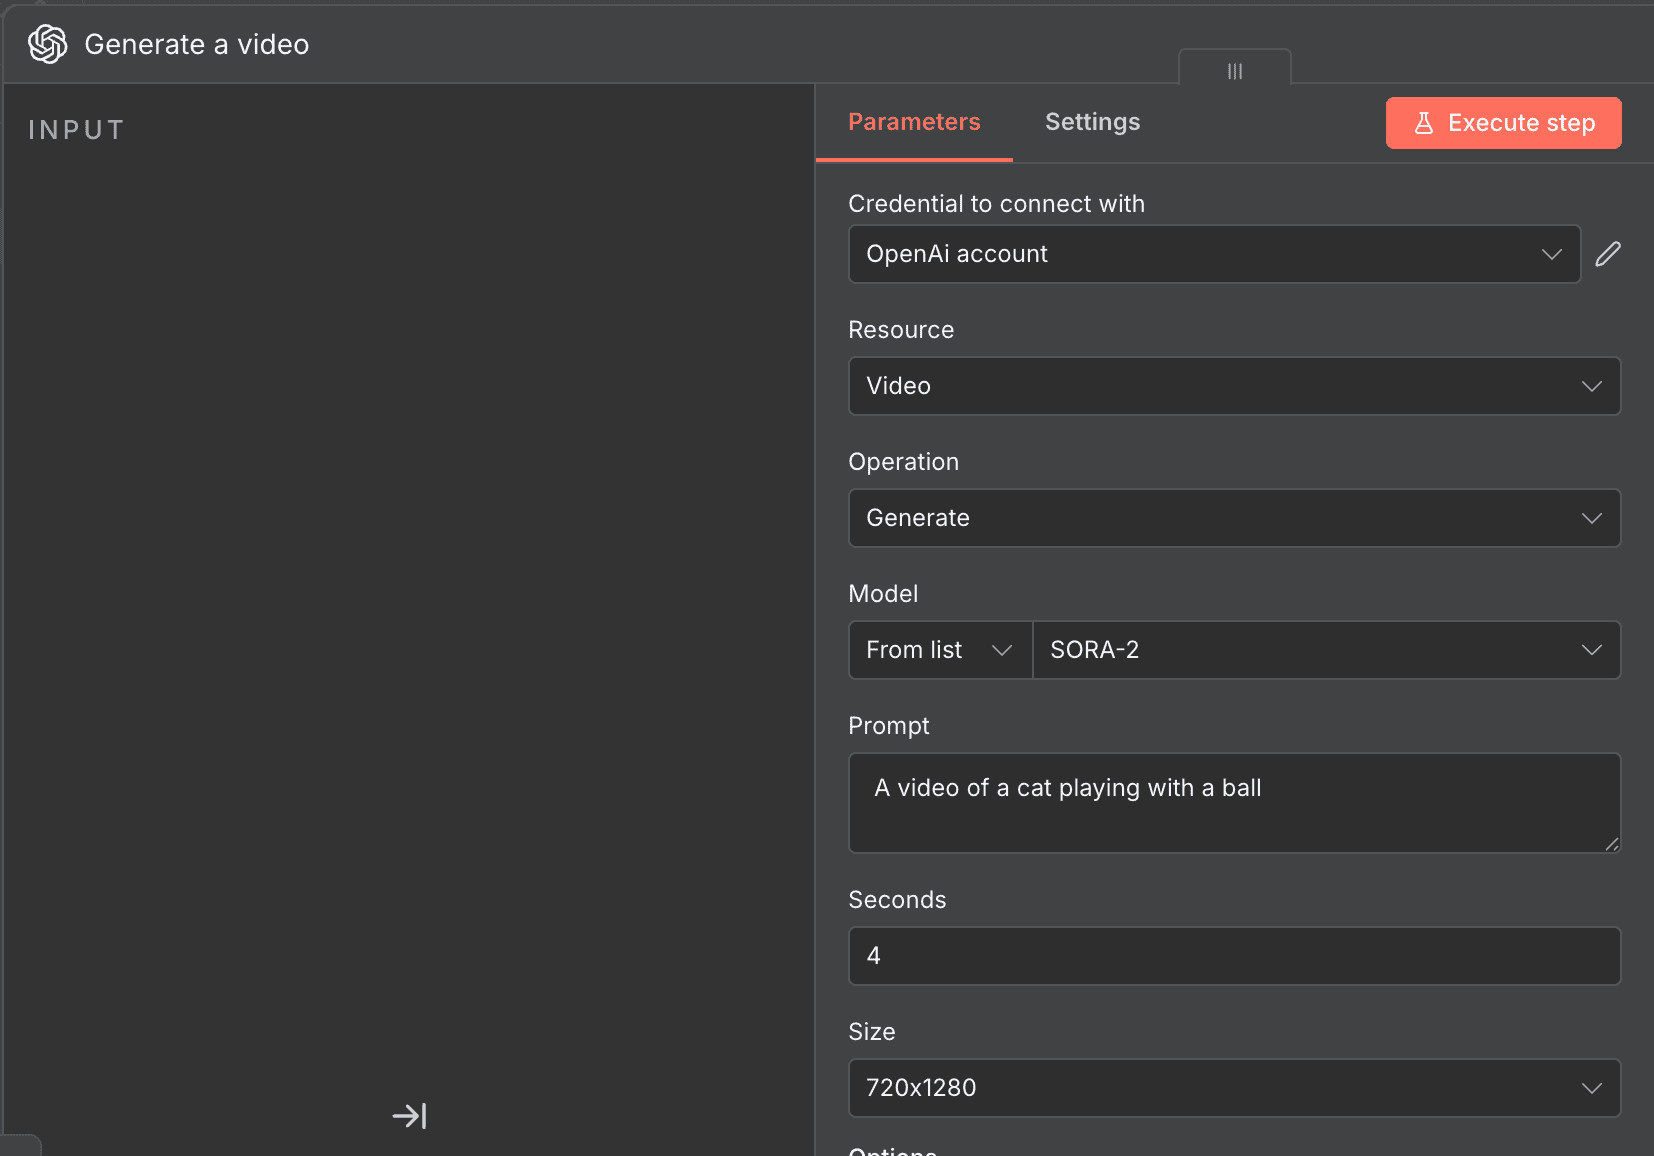 Generate a video
INPUT
Parameters
Settings
Execute step
Credential to connect with
OpenAi account
Resource
Video
Operation
Generate
Model
From list
SORA-2
Prompt
A video of a cat playing with a ball
Seconds
4
Size
720x1280
Options